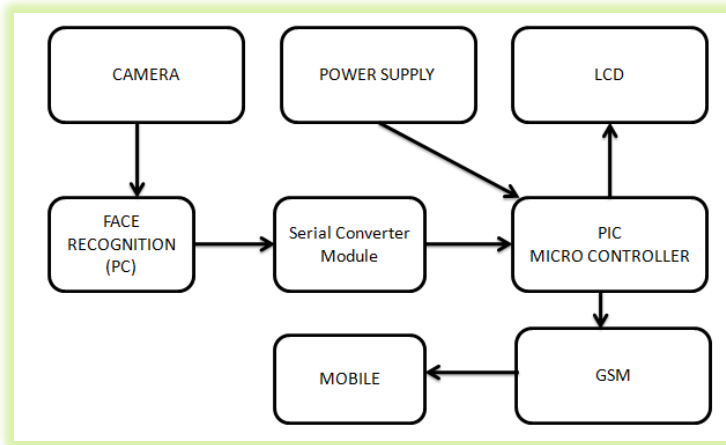 CAMERA
POWER SUPPLY
LCD
FACE
RECOGNITION
(PC)
Serial Converter
Module
PIC
MICRO CONTROLLER
MOBILE
GSM